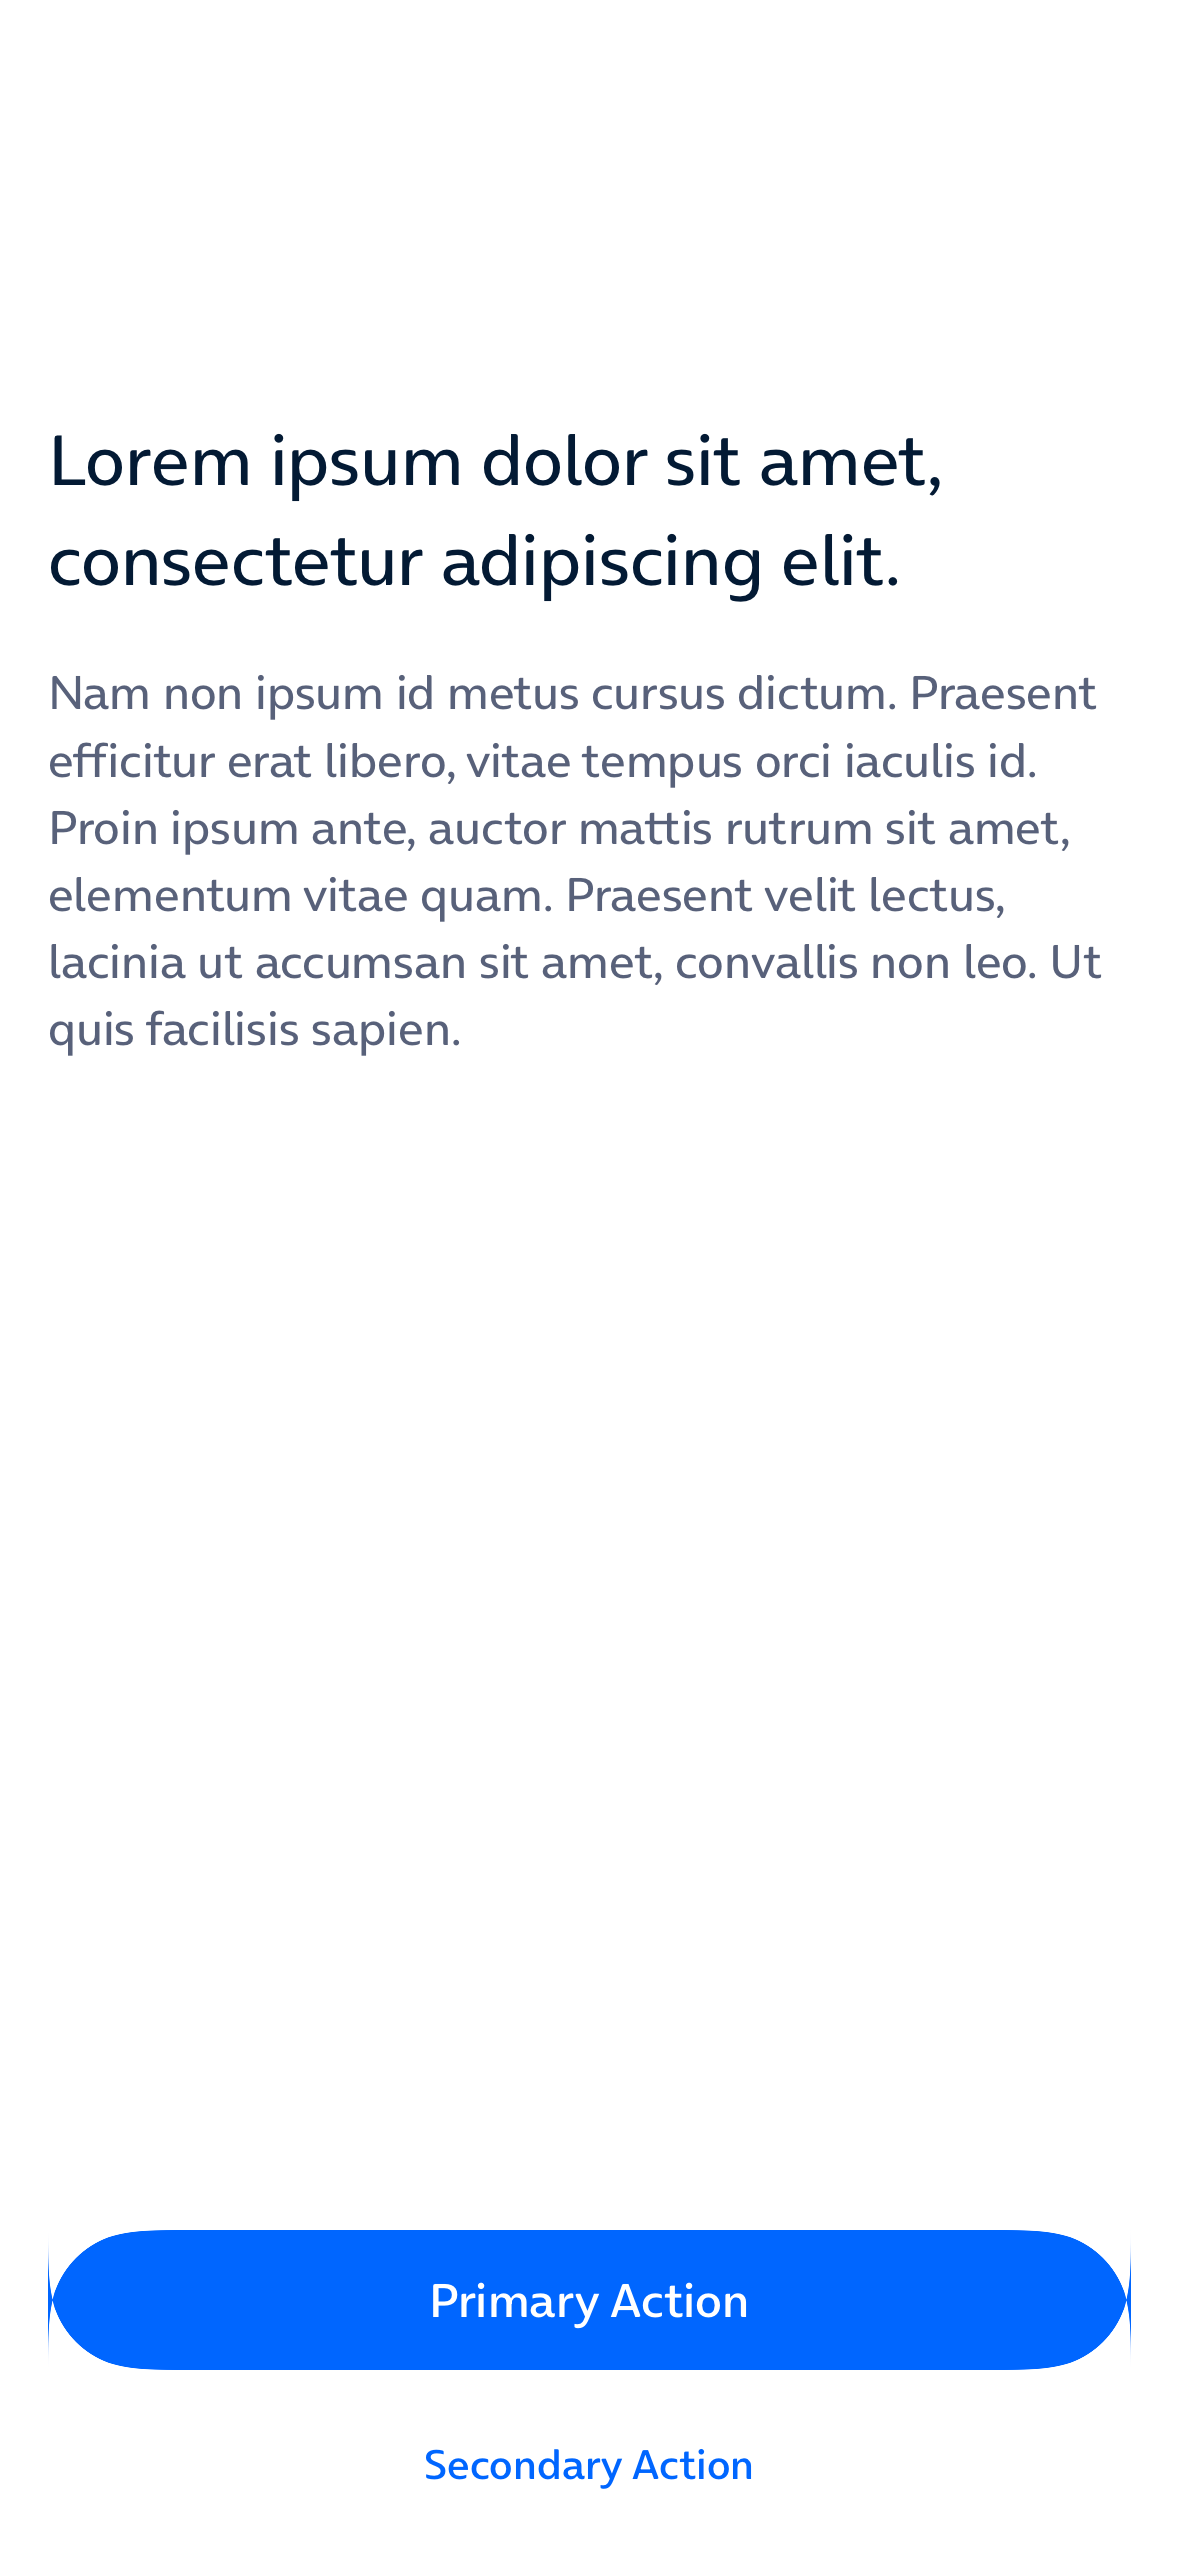 Lorem ipsum dolor sit amet,
consectetur adipiscing elit.
Nam non ipsum id metus cursus dictum. Praesent
efficitur erat libero, vitae tempus orci iaculis id.
Proin ipsum ante, auctor mattis rutrum sit amet,
elementum vitae quam. Praesent velit lectus,
lacinia ut accumsan sit amet, convallis non leo. Ut
quis facilisis sapien.
Primary Action
Secondary Action